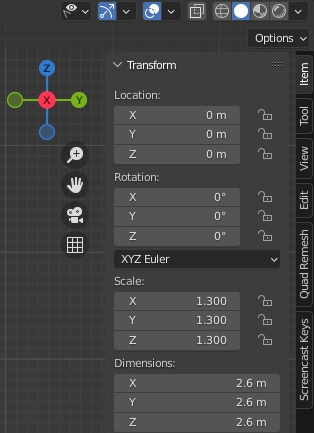 Options
Z
X
Y
Transform
Location:
X 0 m
Y 0 m
Z 0 m
Rotation:
X 0°
Y 0°
Z 0°
XYZ Euler
Scale:
X 1.300
Y 1.300
Z 1.300
Dimensions:
X 2.6 m
Y 2.6 m
Z 2.6 m
Item
Tool
View
Edit
Quad Remesh
Screencast Keys